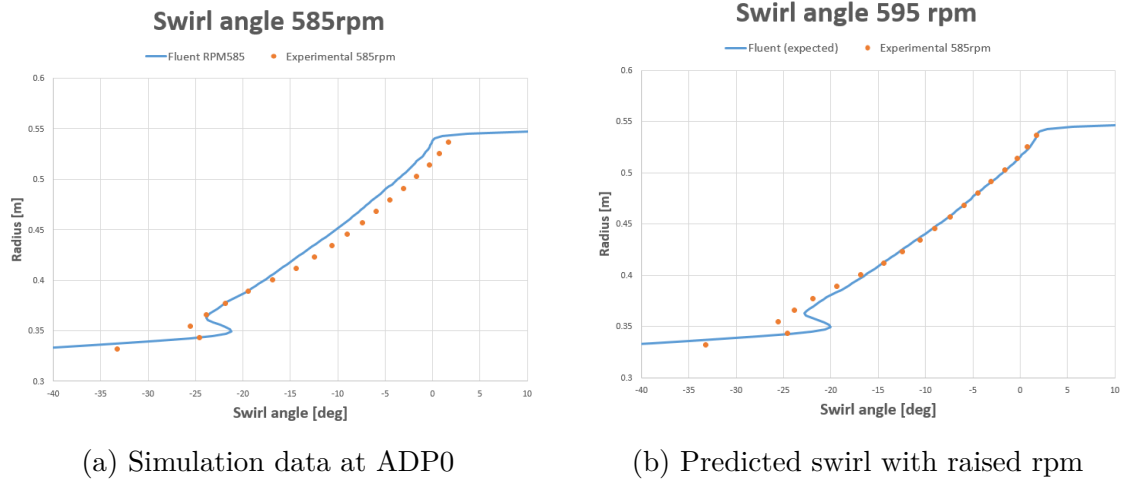 Swirl angle 585rpm
Fluent RPM585
Experimental 585rpm
0.6
0.55
0.5
0.45
0.4
0.35
0.3
Radius [m]
-40 -35 -30 -25 -20 -15 -10 -5 0 5 10
Swirl angle [deg]
(a) Simulation data at ADP0
Swirl angle 595 rpm
Fluent (expected)
Experimental 585rpm
0.6
0.55
0.5
0.45
0.4
0.35
0.3
Radius [m]
-40 -35 -30 -25 -20 -15 -10 -5 0 5 10
Swirl angle [deg]
(b) Predicted swirl with raised rpm